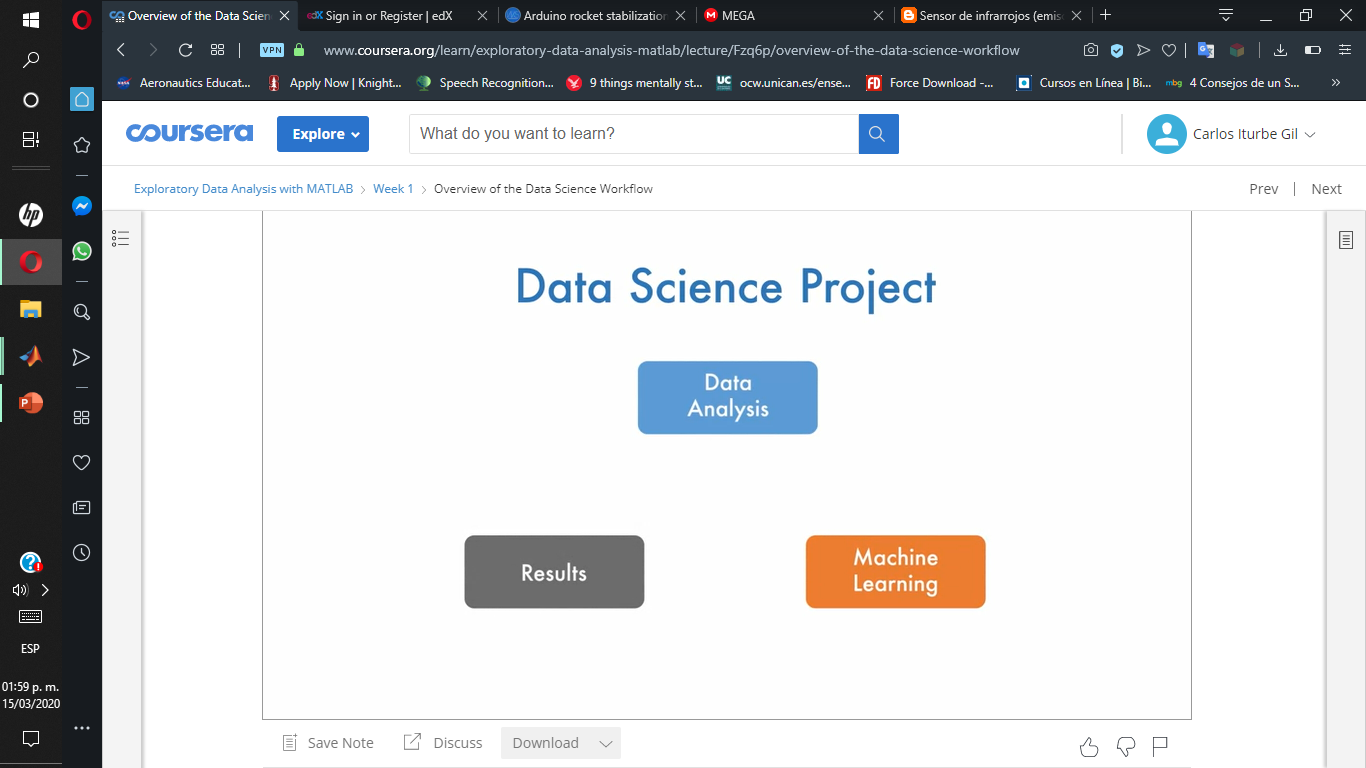 Overview of the Data Scien
Sign in or Register | edX
Arduino rocket stabilization
MEGA
Sensor de infrarrojos (emis
VPN
www.coursera.org/learn/exploratory-data-analysis-matlab/lecture/Fzq6p/overview-of-the-data-science-workflow
Aeronautics Educat...
Apply Now | Knight...
Speech Recognition...
9 things mentally st...
UC
ocw.unican.es/ense...
FD
Force Download -...
Cursos en Línea | Bi...
mbg
4 Consejos de un S...
»
coursera
Explore
What do you want to learn?
Carlos Iturbe Gil
Exploratory Data Analysis with MATLAB > Week 1 > Overview of the Data Science Workflow
Prev | Next
Data Science Project
Data
Analysis
Results
Machine
Learning
Save Note
Discuss
Download
hp
P
ESP
01:59 p. m.
15/03/2020